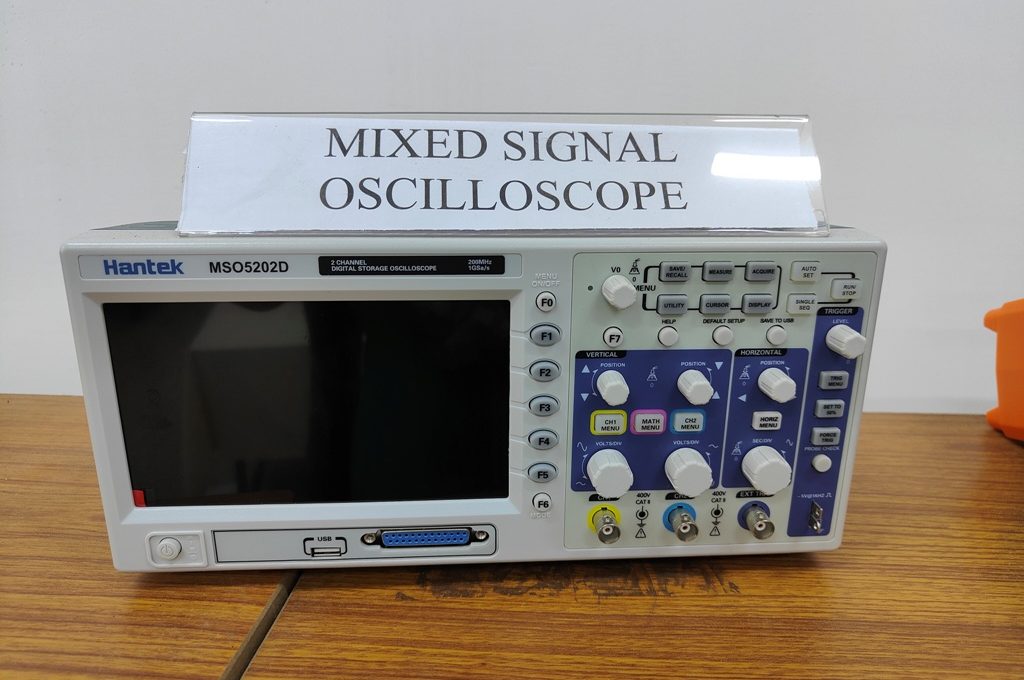 MIXED SIGNAL
OSCILLOSCOPE
Hantek
MSO5202D
2 CHANNEL
DIGITAL STORAGE OSCILLOSCOPE
200MHz
1GSa/s
MENU
ON/OFF
F0
F1
F2
F3
F4
F5
F6
MODE
V0
MENU
F7
SAVE/
RECALL
MEASURE
ACQUIRE
UTILITY
CURSOR
DISPLAY
AUTO
SET
RUN
STOP
SINGLE
SEQ
HELP
DEFAULT SETUP
SAVE TO USB
VERTICAL
POSITION
POSITION
CH1
MENU
MATH
MENU
CH2
MENU
VOLTS/DIV
VOLTS/DIV
HORIZONTAL
POSITION
HORIZ
MENU
SEC/DIV
TRIGGER
LEVEL
TRIG
MENU
SET TO
50%
FORCE
TRIG
PROBE CHECK
400V
CAT II
400V
CAT II
EXT TRIG
USB